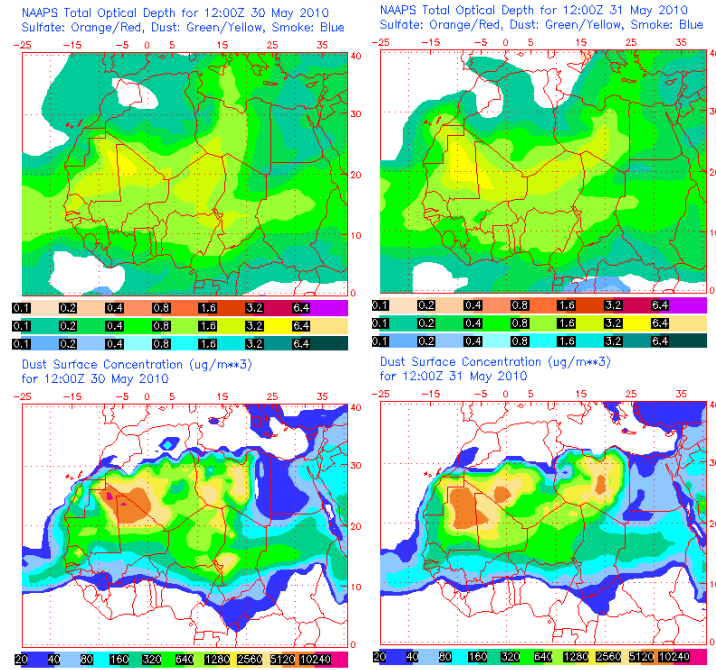 NAAPS Total Optical Depth for 12:00Z 30 May 2010
Sulfate: Orange/Red, Dust: Green/Yellow, Smoke: Blue
-25 -15 -5 0 5 15 25 35
40
30
20
10
0
0.1 0.2 0.4 0.8 1.6 3.2 6.4
0.1 0.2 0.4 0.8 1.6 3.2 6.4
0.1 0.2 0.4 0.8 1.6 3.2 6.4
NAAPS Total Optical Depth for 12:00Z 31 May 2010
Sulfate: Orange/Red, Dust: Green/Yellow, Smoke: Blue
-25 -15 -5 0 5 15 25 35
40
30
20
10
0
0.1 0.2 0.4 0.8 1.6 3.2 6.4
0.1 0.2 0.4 0.8 1.6 3.2 6.4
0.1 0.2 0.4 0.8 1.6 3.2 6.4
Dust Surface Concentration (ug/m**3)
for 12:00Z 30 May 2010
-25 -15 -5 0 5 15 25 35
40
30
20
10
0
20 40 80 160 320 640 1280 2560 5120 10240
Dust Surface Concentration (ug/m**3)
for 12:00Z 31 May 2010
-25 -15 -5 0 5 15 25 35
40
30
20
10
0
20 40 80 160 320 640 1280 2560 5120 10240